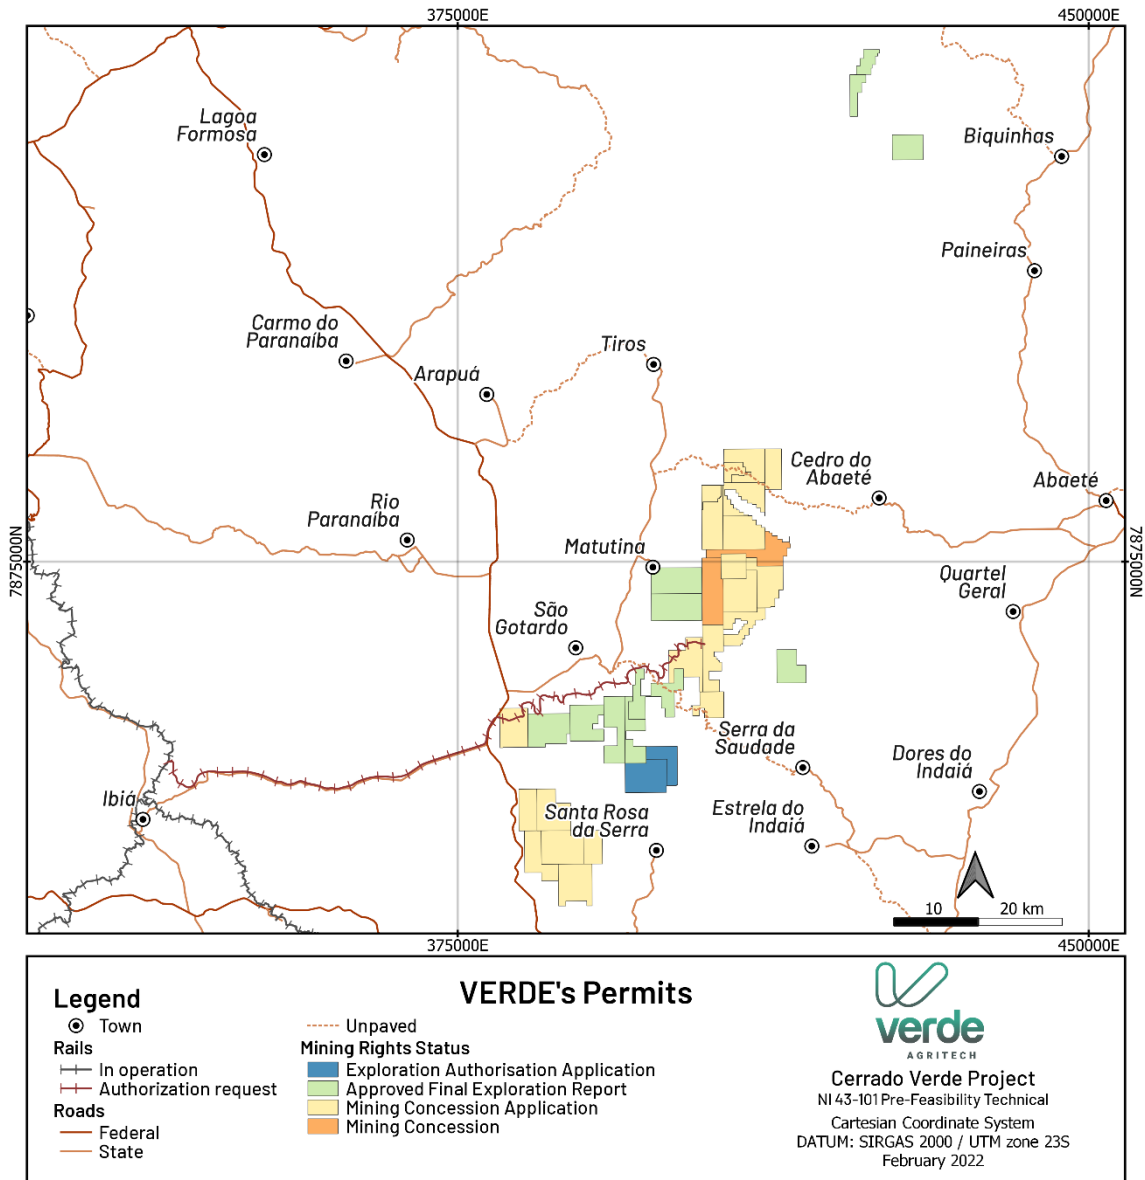 375000E
450000E
Lagoa
Formosa
Biquinhas
Paineiras
Carmo do
Paranaíba
Tiros
Arapuá
Cedro do
Abaeté
Abaeté
Rio
Paranaíba
7875000N
Matutina
7875000N
Quartel
Geral
São
Gotardo
Serra da
Saudade
Dores do
Indaiá
Ibiá
Santa Rosa
da Serra
Estrela do
Indaiá
10 20 km
375000E
450000E
VERDE's Permits
Legend
Town
Rails
In operation
Authorization request
Roads
Federal
State
Unpaved
Mining Rights Status
Exploration Authorisation Application
Approved Final Exploration Report
Mining Concession Application
Mining Concession
verde
AGRITECH
Cerrado Verde Project
NI 43-101 Pre-Feasibility Technical
Cartesian Coordinate System
DATUM: SIRGAS 2000 / UTM zone 23S
February 2022